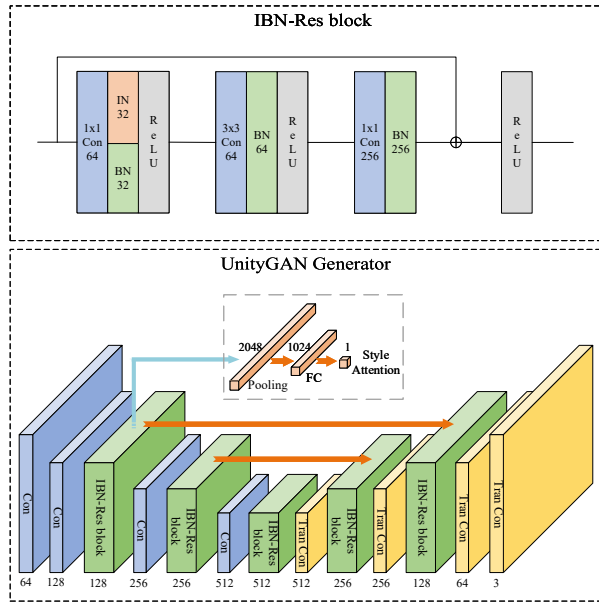 IBN-Res block
1x1
Con
64
IN
32
BN
32
ReLU
3x3
Con
64
BN
64
ReLU
1x1
Con
256
BN
256
ReLU
UnityGAN Generator
2048
1024
1
Style
Attention
Pooling
FC
Con
Con
IBN-Res block
Con
IBN-Res
block
Con
IBN-Res
block
Tran Con
IBN-Res
block
Tran Con
IBN-Res block
Tran Con
Tran Con
64 128 128 256 256 512 512 512 256 256 128 64 3